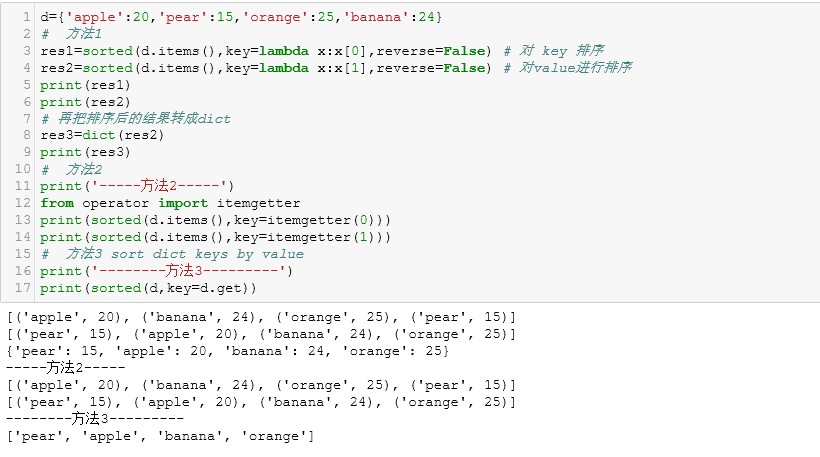 1 d={'apple':20,'pear':15,'orange':25,'banana':24}
2 #  方法1
3 res1=sorted(d.items(),key=lambda x:x[0],reverse=False) # 对 key 排序
4 res2=sorted(d.items(),key=lambda x:x[1],reverse=False) # 对value进行排序
5 print(res1)
6 print(res2)
7 # 再把排序后的结果转成dict
8 res3=dict(res2)
9 print(res3)
10 #  方法2
11 print('-----方法2-----')
12 from operator import itemgetter
13 print(sorted(d.items(),key=itemgetter(0)))
14 print(sorted(d.items(),key=itemgetter(1)))
15 #  方法3 sort dict keys by value
16 print('--------方法3---------')
17 print(sorted(d,key=d.get))
[('apple', 20), ('banana', 24), ('orange', 25), ('pear', 15)]
[('pear', 15), ('apple', 20), ('banana', 24), ('orange', 25)]
{'pear': 15, 'apple': 20, 'banana': 24, 'orange': 25}
-----方法2-----
[('apple', 20), ('banana', 24), ('orange', 25), ('pear', 15)]
[('pear', 15), ('apple', 20), ('banana', 24), ('orange', 25)]
--------方法3---------
['pear', 'apple', 'banana', 'orange']